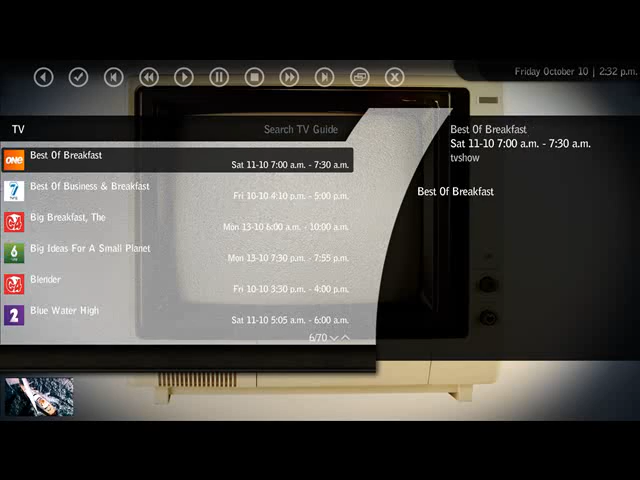 Friday October 10 | 2:32 p.m.
TV
Search TV Guide
ONE
Best Of Breakfast
Sat 11-10 7:00 a.m. - 7:30 a.m.
7
Best Of Business & Breakfast
Fri 10-10 4:10 p.m. - 5:00 p.m.
Big Breakfast, The
Mon 13-10 6:00 a.m. - 10:00 a.m.
6
Big Ideas For A Small Planet
Mon 13-10 7:30 p.m. - 7:55 p.m.
Blender
Fri 10-10 3:30 p.m. - 4:00 p.m.
2
Blue Water High
Sat 11-10 5:05 a.m. - 6:00 a.m.
6/70
Best Of Breakfast
Sat 11-10 7:00 a.m. - 7:30 a.m.
tvshow
Best Of Breakfast